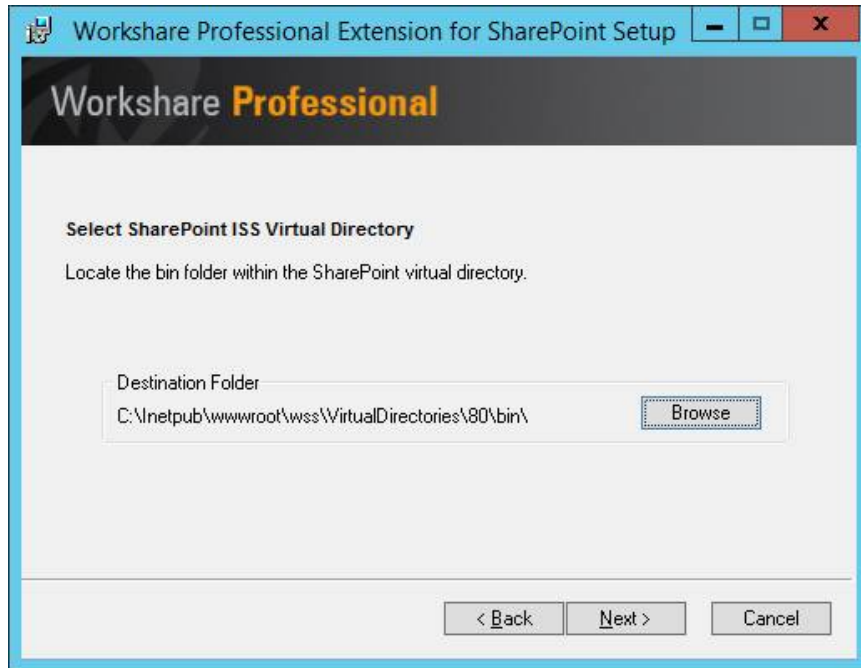 Workshare Professional Extension for SharePoint Setup
Workshare Professional
Select SharePoint ISS Virtual Directory
Locate the bin folder within the SharePoint virtual directory.
Destination Folder
C:\Inetpub\wwwroot\wss\VirtualDirectories\80\bin\
Browse
< Back
Next >
Cancel